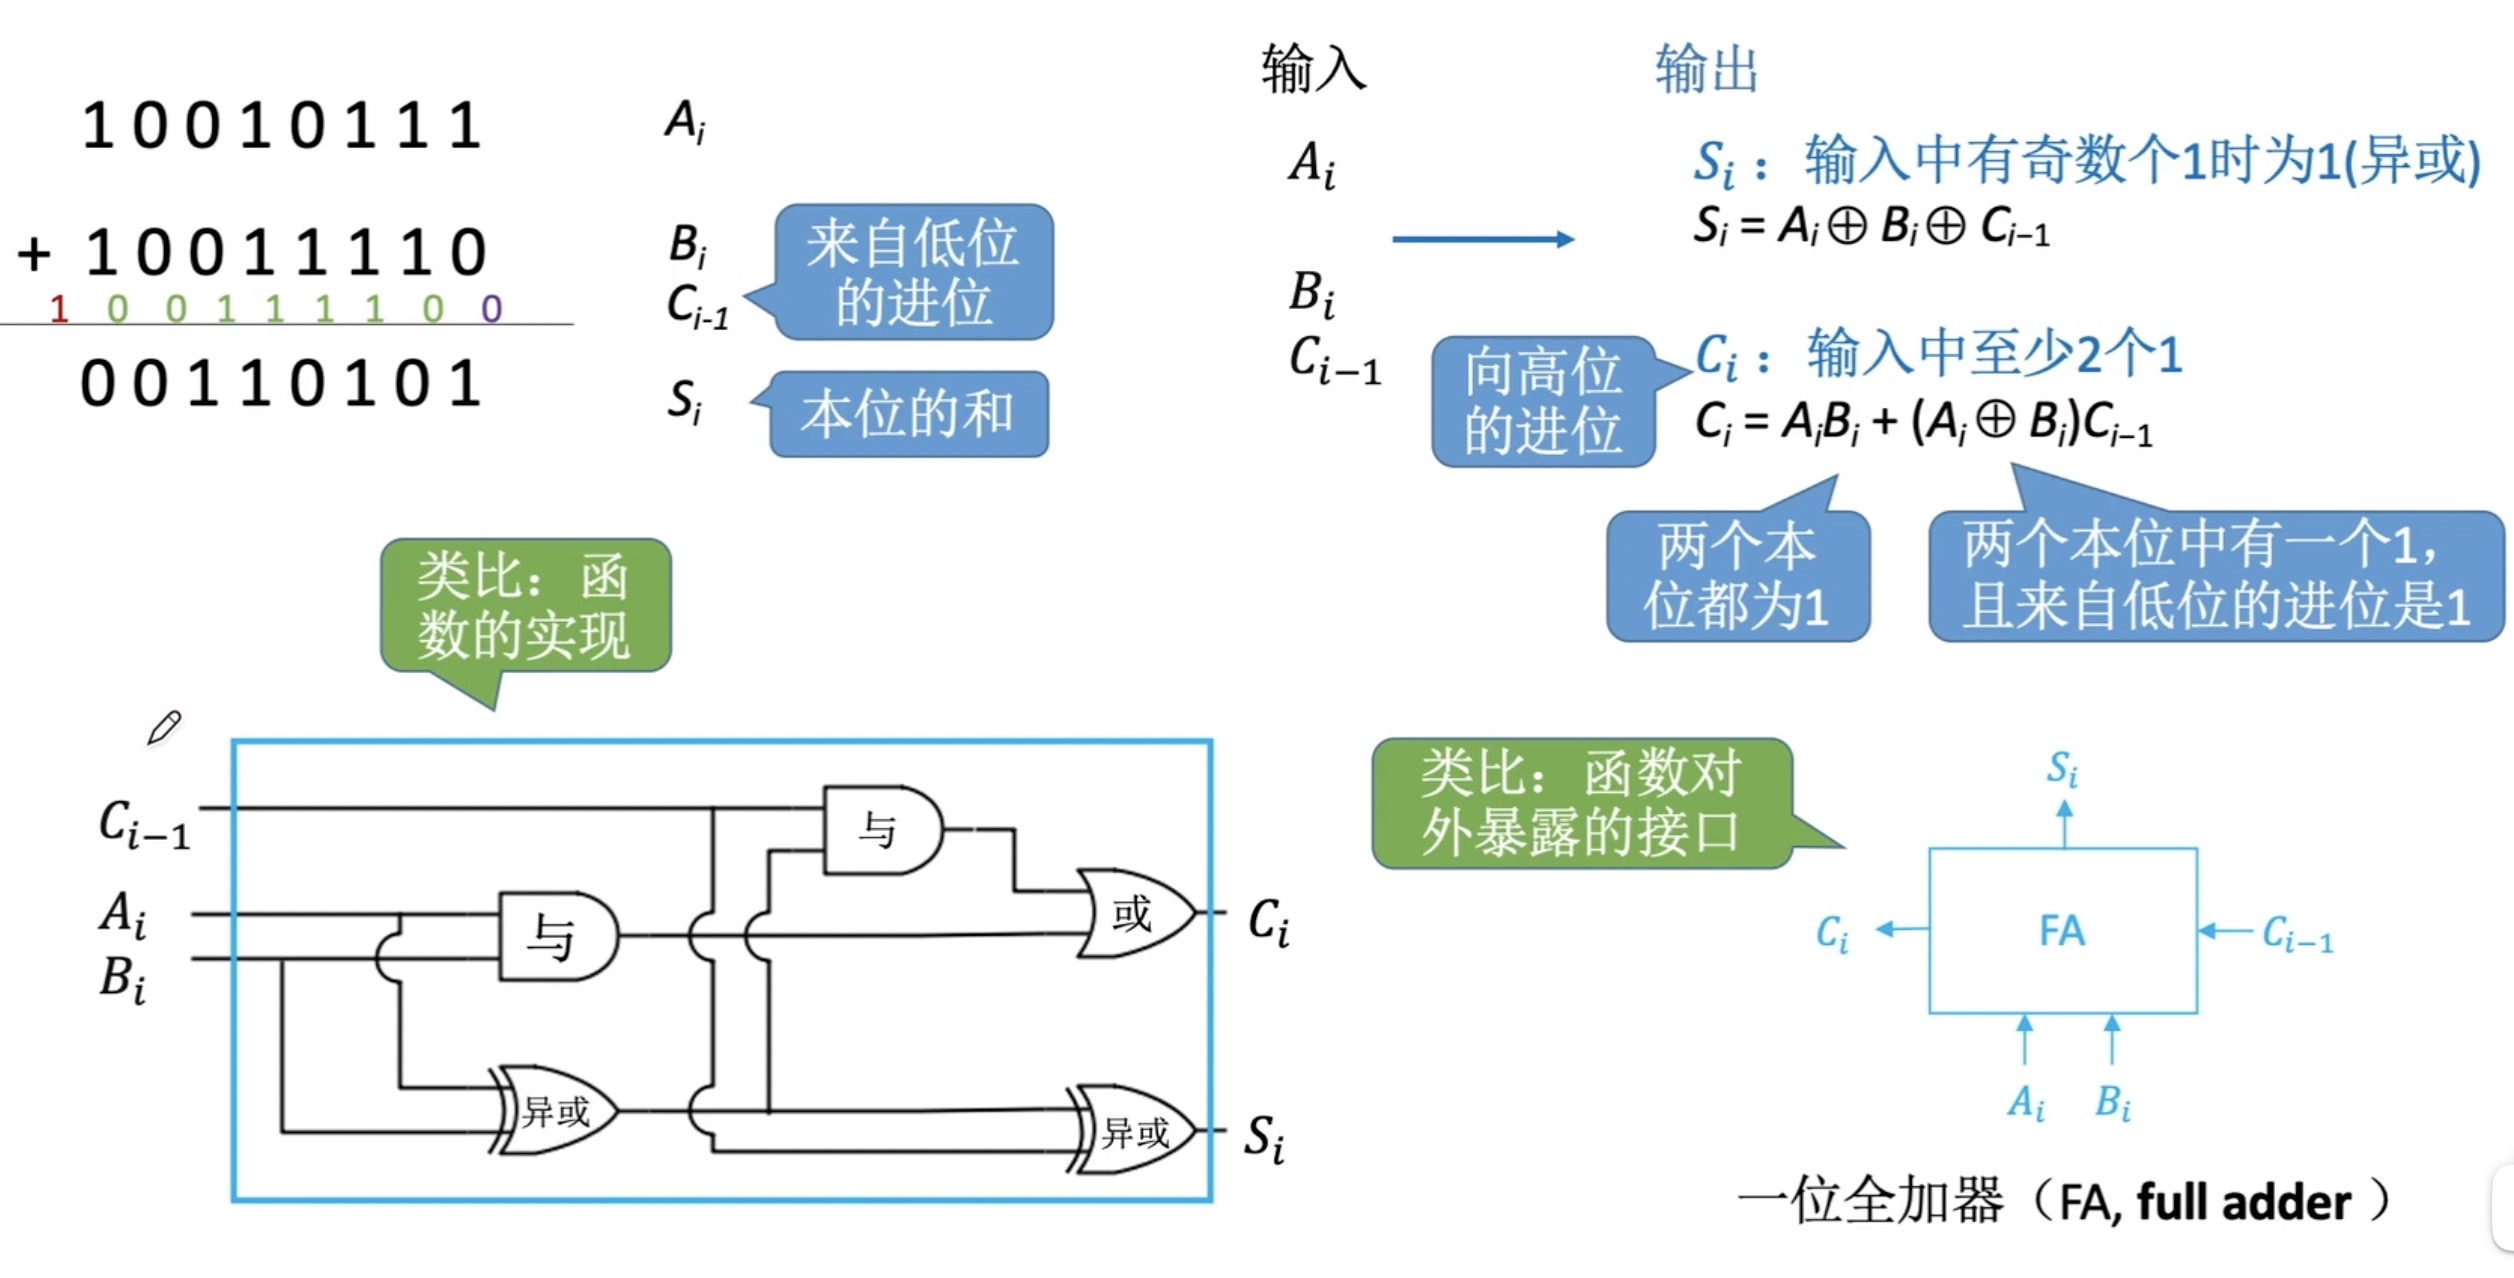 1 0 0 1 0 1 1 1
A_i
+ 1 0 0 1 1 1 1 0
B_i
1 0 0 1 1 1 1 0 0
C_{i-1}
来自低位
的进位
0 0 1 1 0 1 0 1
S_i
本位的和
输入
A_i
B_i
C_{i−1}
输出
S_i：输入中有奇数个1时为1(异或)
S_i = A_i ⊕ B_i ⊕ C_{i−1}
向高位
的进位
C_i：输入中至少2个1
C_i = A_iB_i + (A_i ⊕ B_i)C_{i−1}
两个本
位都为1
两个本位中有一个1，
且来自低位的进位是1
类比：函
数的实现
C_{i−1}
A_i
B_i
与
与
或
异或
异或
C_i
S_i
类比：函数对
外暴露的接口
S_i
C_i
FA
C_{i−1}
A_i
B_i
一位全加器（FA, full adder ）